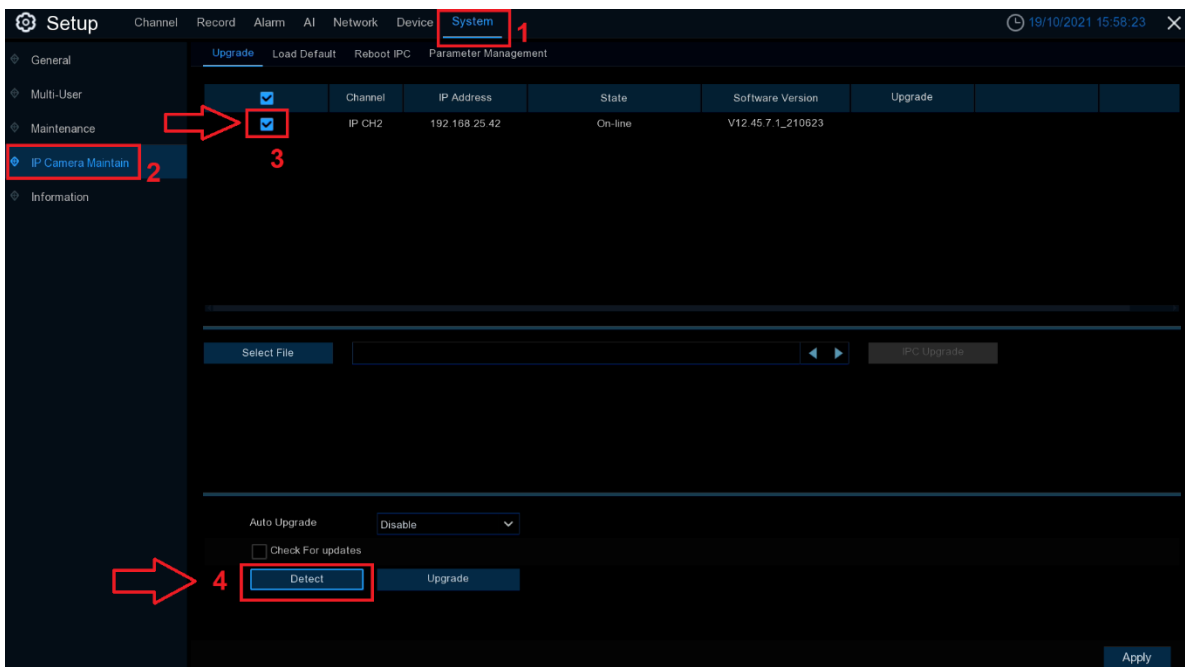 Setup Channel Record Alarm AI Network Device System 1 19/10/2021 15:58:23
General
Upgrade Load Default Reboot IPC Parameter Management
Multi-User
Channel IP Address State Software Version Upgrade
Maintenance
IP CH2 192.168.25.42 On-line V12.45.7.1_210623
3
IP Camera Maintain 2
Information
Select File IPC Upgrade
Auto Upgrade Disable
Check For updates
4 Detect Upgrade
Apply